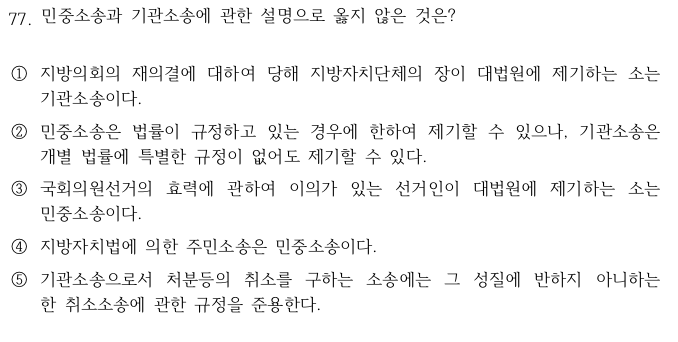 77. 민중소송과 기관소송에 관한 설명으로 옳지 않은 것은?
① 지방의회의 재의결에 대하여 당해 지방자치단체의 장이 대법원에 제기하는 소는
기관소송이다.
② 민중소송은 법률이 규정하고 있는 경우에 한하여 제기할 수 있으나, 기관소송은
개별 법률에 특별한 규정이 없어도 제기할 수 있다.
③ 국회의원선거의 효력에 관하여 이의가 있는 선거인이 대법원에 제기하는 소는
민중소송이다.
④ 지방자치법에 의한 주민소송은 민중소송이다.
⑤ 기관소송으로서 처분등의 취소를 구하는 소송에는 그 성질에 반하지 아니하는
한 취소소송에 관한 규정을 준용한다.